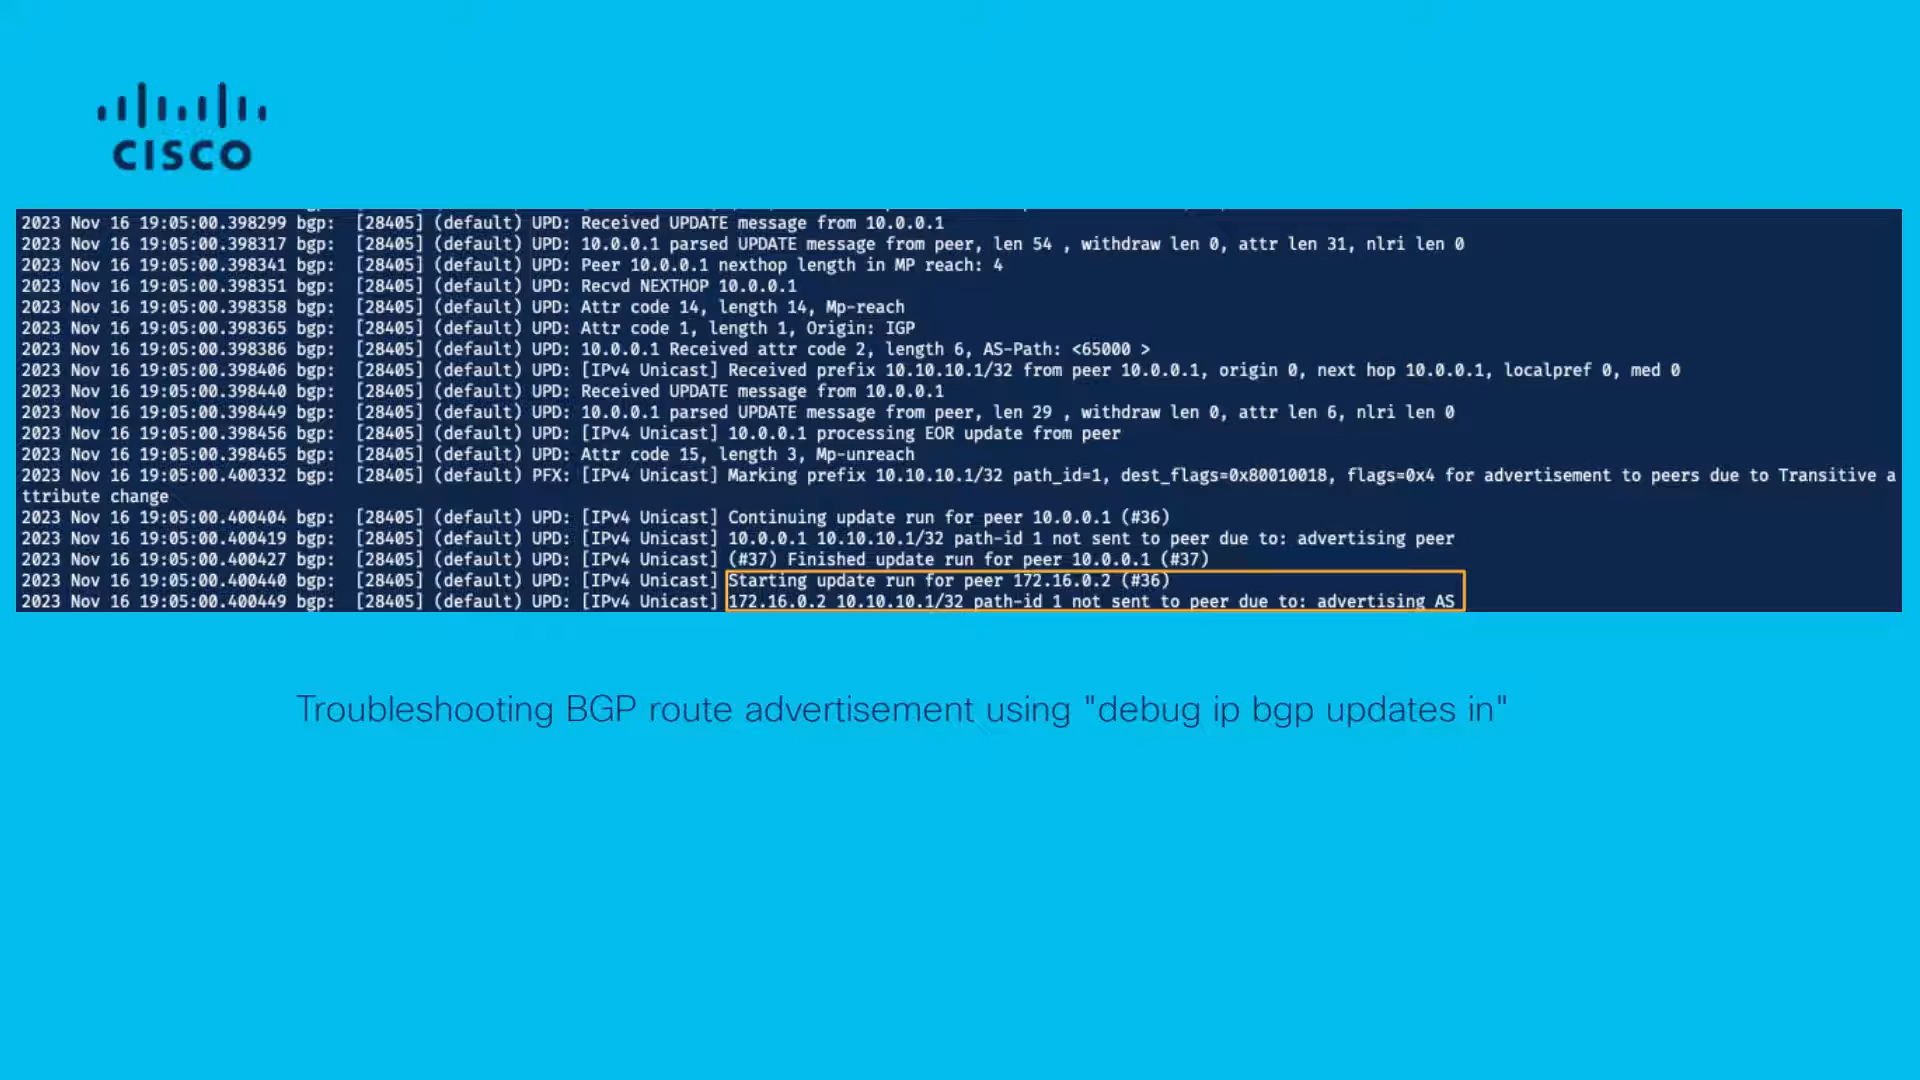 CISCO
2023 Nov 16 19:05:00.398299 bgp:  [28405] (default) UPD: Received UPDATE message from 10.0.0.1
2023 Nov 16 19:05:00.398317 bgp:  [28405] (default) UPD: 10.0.0.1 parsed UPDATE message from peer, len 54 , withdraw len 0, attr len 31, nlri len 0
2023 Nov 16 19:05:00.398341 bgp:  [28405] (default) UPD: Peer 10.0.0.1 nexthop length in MP reach: 4
2023 Nov 16 19:05:00.398351 bgp:  [28405] (default) UPD: Recvd NEXTHOP 10.0.0.1
2023 Nov 16 19:05:00.398358 bgp:  [28405] (default) UPD: Attr code 14, length 14, Mp-reach
2023 Nov 16 19:05:00.398365 bgp:  [28405] (default) UPD: Attr code 1, length 1, Origin: IGP
2023 Nov 16 19:05:00.398386 bgp:  [28405] (default) UPD: 10.0.0.1 Received attr code 2, length 6, AS-Path: <65000 >
2023 Nov 16 19:05:00.398406 bgp:  [28405] (default) UPD: [IPv4 Unicast] Received prefix 10.10.10.1/32 from peer 10.0.0.1, origin 0, next hop 10.0.0.1, localpref 0, med 0
2023 Nov 16 19:05:00.398440 bgp:  [28405] (default) UPD: Received UPDATE message from 10.0.0.1
2023 Nov 16 19:05:00.398449 bgp:  [28405] (default) UPD: 10.0.0.1 parsed UPDATE message from peer, len 29 , withdraw len 0, attr len 6, nlri len 0
2023 Nov 16 19:05:00.398456 bgp:  [28405] (default) UPD: [IPv4 Unicast] 10.0.0.1 processing EOR update from peer
2023 Nov 16 19:05:00.398465 bgp:  [28405] (default) UPD: Attr code 15, length 3, Mp-unreach
2023 Nov 16 19:05:00.400332 bgp:  [28405] (default) PFX: [IPv4 Unicast] Marking prefix 10.10.10.1/32 path_id=1, dest_flags=0x80010018, flags=0x4 for advertisement to peers due to Transitive a
ttribute change
2023 Nov 16 19:05:00.400404 bgp:  [28405] (default) UPD: [IPv4 Unicast] Continuing update run for peer 10.0.0.1 (#36)
2023 Nov 16 19:05:00.400419 bgp:  [28405] (default) UPD: [IPv4 Unicast] 10.0.0.1 10.10.10.1/32 path-id 1 not sent to peer due to: advertising peer
2023 Nov 16 19:05:00.400427 bgp:  [28405] (default) UPD: [IPv4 Unicast] (#37) Finished update run for peer 10.0.0.1 (#37)
2023 Nov 16 19:05:00.400440 bgp:  [28405] (default) UPD: [IPv4 Unicast] Starting update run for peer 172.16.0.2 (#36)
2023 Nov 16 19:05:00.400449 bgp:  [28405] (default) UPD: [IPv4 Unicast] 172.16.0.2 10.10.10.1/32 path-id 1 not sent to peer due to: advertising AS
Troubleshooting BGP route advertisement using "debug ip bgp updates in"